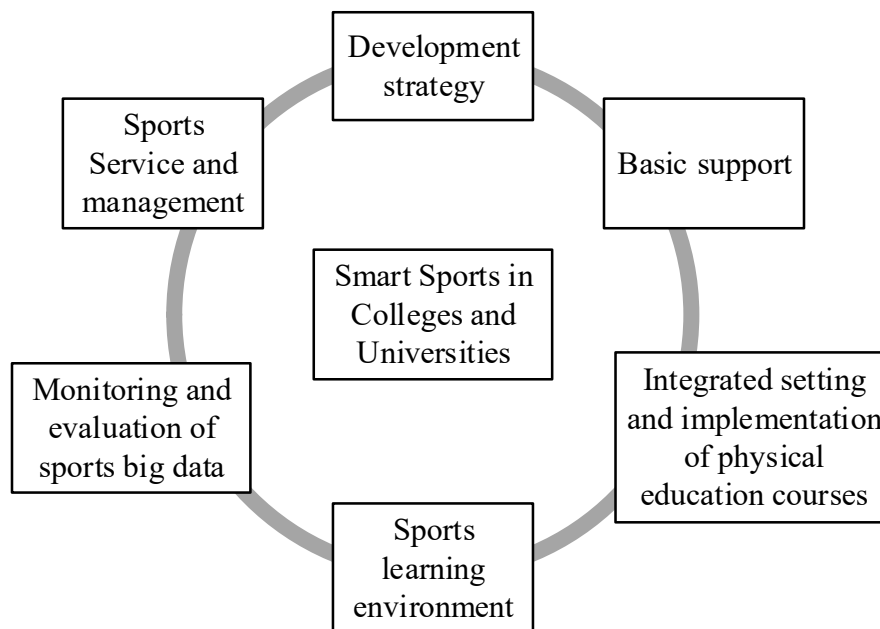 Development
strategy
Sports
Service and
management
Basic support
Smart Sports in
Colleges and
Universities
Monitoring and
evaluation of
sports big data
Integrated setting
and implementation
of physical
education courses
Sports
learning
environment